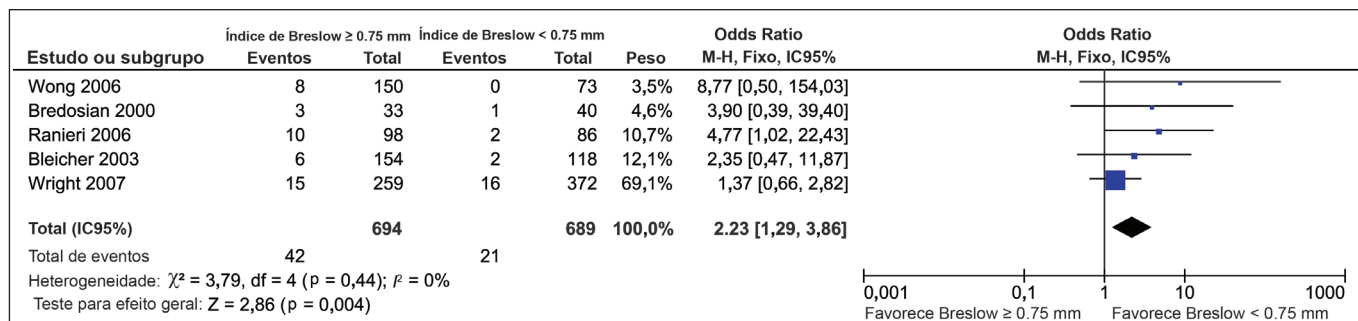 Índice de Breslow ≥ 0.75 mm Índice de Breslow < 0.75 mm Odds Ratio Odds Ratio
Estudo ou subgrupo Eventos Total Eventos Total Peso M-H, Fixo, IC95% M-H, Fixo, IC95%
Wong 2006 8 150 0 73 3,5% 8,77 [0,50, 154,03]
Bredosian 2000 3 33 1 40 4,6% 3,90 [0,39, 39,40]
Ranieri 2006 10 98 2 86 10,7% 4,77 [1,02, 22,43]
Bleicher 2003 6 154 2 118 12,1% 2,35 [0,47, 11,87]
Wright 2007 15 259 16 372 69,1% 1,37 [0,66, 2,82]
Total (IC95%) 694 689 100,0% 2.23 [1,29, 3,86]
Total de eventos 42 21
Heterogeneidade: χ² = 3,79, df = 4 (p = 0,44); I² = 0%
Teste para efeito geral: Z = 2,86 (p = 0,004)
0,001 0,1 1 10 1000
Favorece Breslow ≥ 0.75 mm Favorece Breslow < 0.75 mm